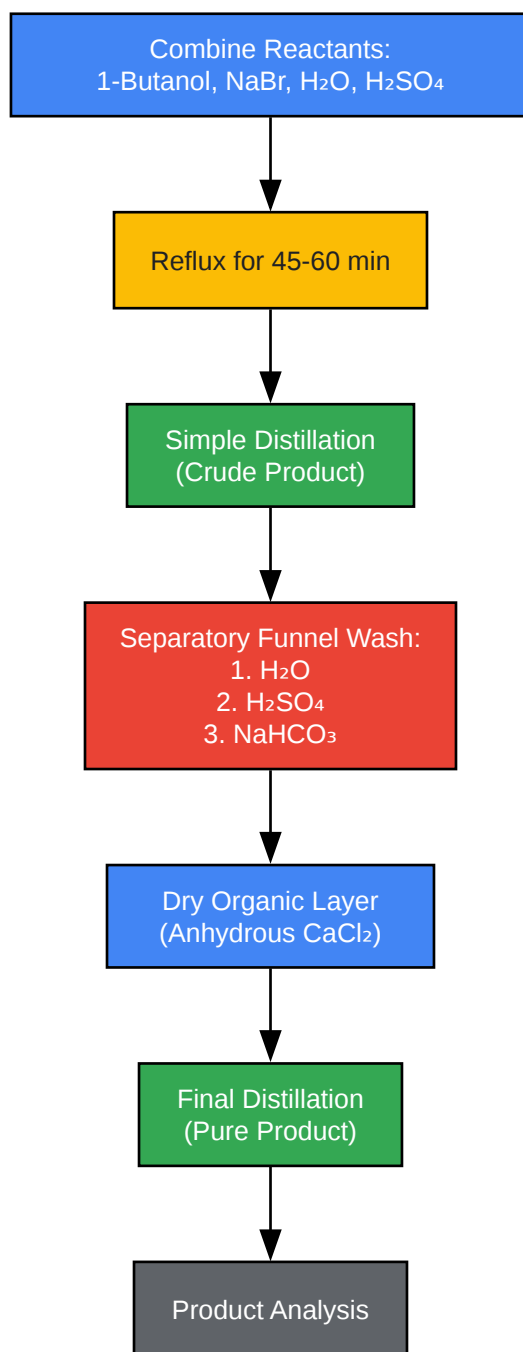 Combine Reactants:
1-Butanol, NaBr, H₂O, H₂SO₄
Reflux for 45-60 min
Simple Distillation
(Crude Product)
Separatory Funnel Wash:
1. H₂O
2. H₂SO₄
3. NaHCO₃
Dry Organic Layer
(Anhydrous CaCl₂)
Final Distillation
(Pure Product)
Product Analysis